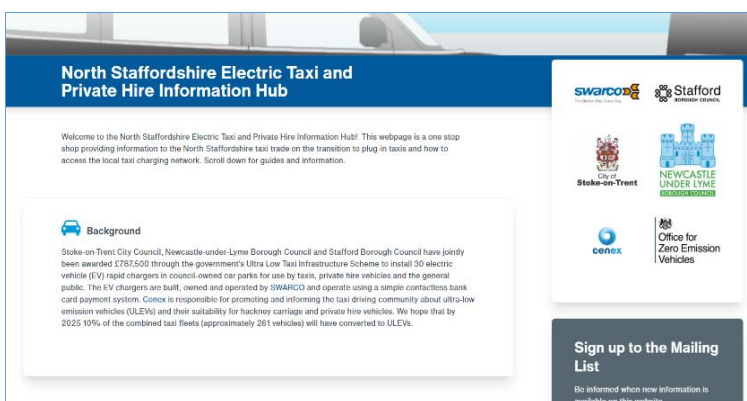 North Staffordshire Electric Taxi and
Private Hire Information Hub
Welcome to the North Staffordshire Electric Taxi and Private Hire Information Hub! This webpage is a one stop
shop providing information to the North Staffordshire taxi trade on the transition to plug-in taxis and how to
access the local taxi charging network. Scroll down for guides and information.
Background
Stoke-on-Trent City Council, Newcastle-under-Lyme Borough Council and Stafford Borough Council have jointly
been awarded £787,500 through the government's Ultra Low Taxi Infrastructure Scheme to install 30 electric
vehicle (EV) rapid chargers in council-owned car parks for use by taxis, private hire vehicles and the general
public. The EV chargers are built, owned and operated by SWARCO and operate using a simple contactless bank
card payment system. Cenex is responsible for promoting and informing the taxi driving community about ultra-low
emission vehicles (ULEVs) and their suitability for hackney carriage and private hire vehicles. We hope that by
2025 10% of the combined taxi fleets (approximately 261 vehicles) will have converted to ULEVs.
swarco
The Better Way. Every Day.
Stafford
BOROUGH COUNCIL
City of
Stoke-on-Trent
NEWCASTLE
UNDER LYME
BOROUGH COUNCIL
cenex
Office for
Zero Emission
Vehicles
Sign up to the Mailing
List
Be informed when new information is
available on this website